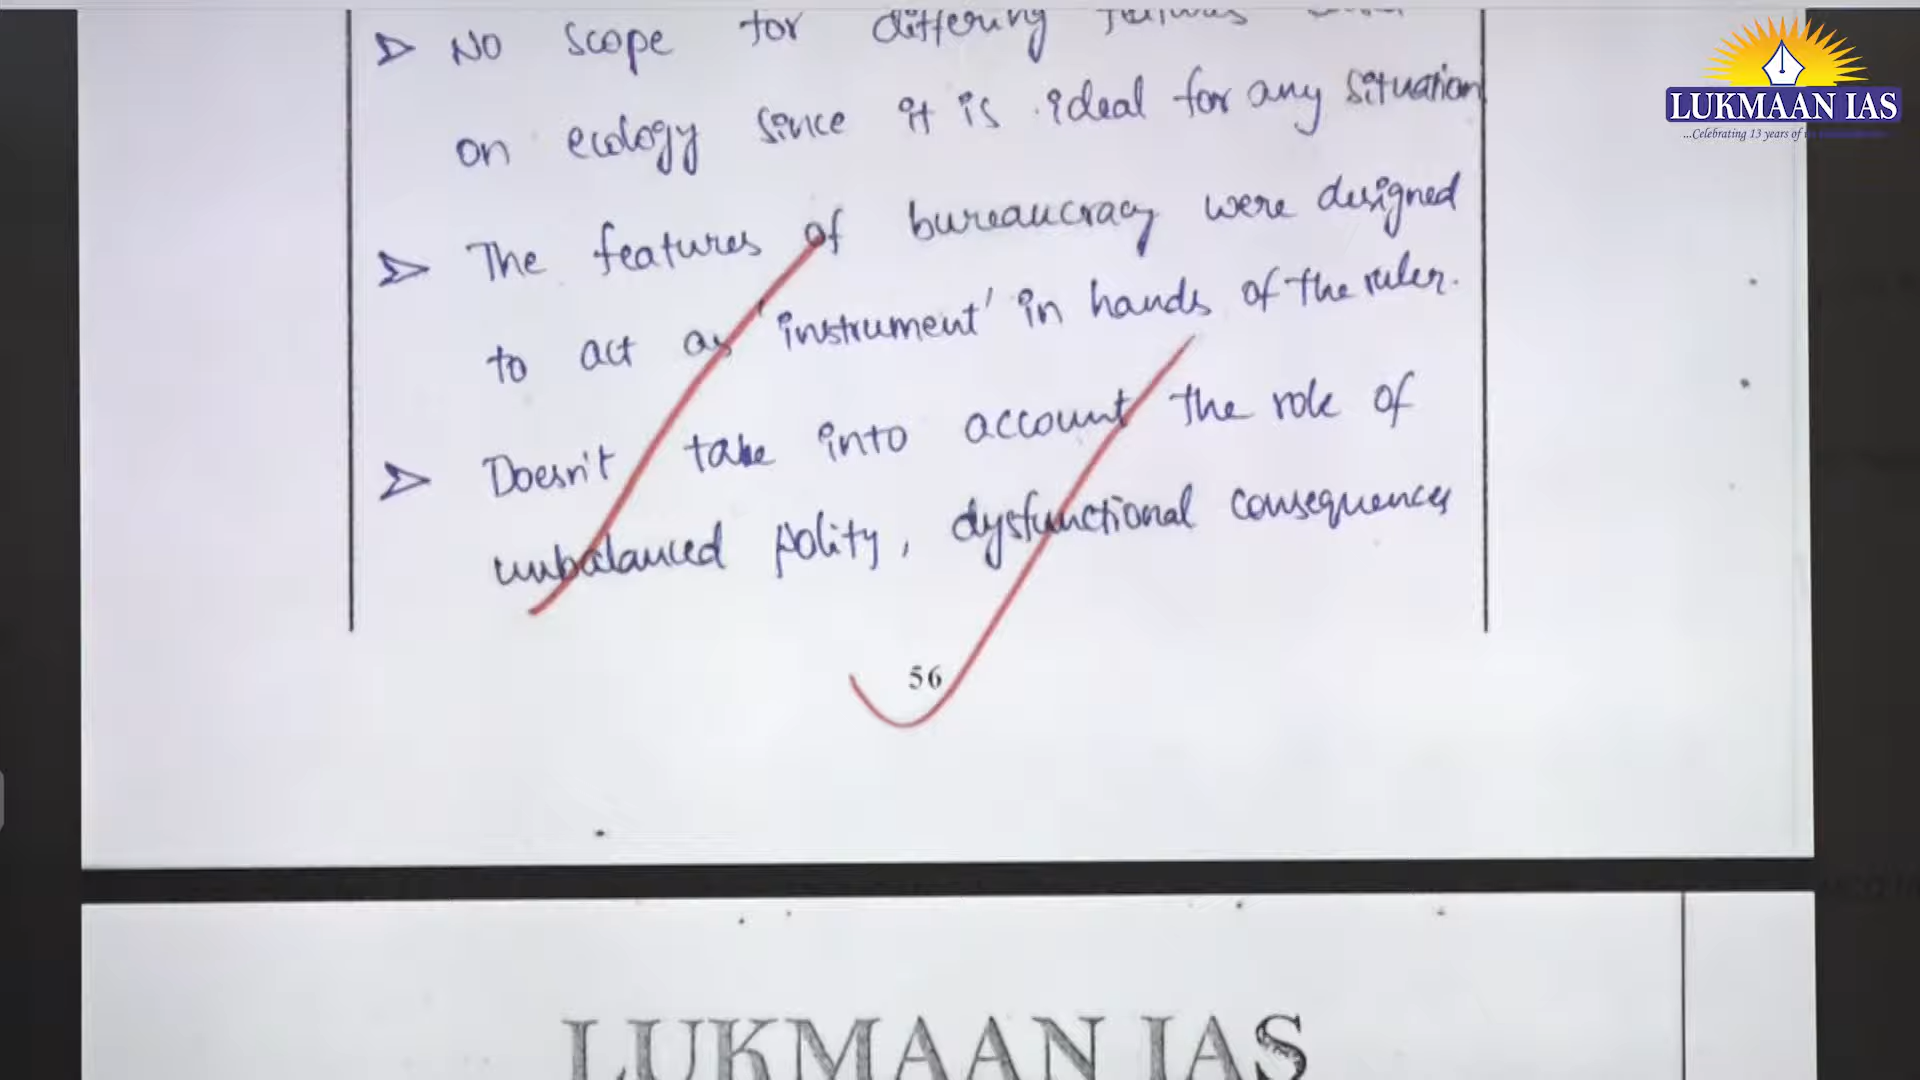 ➢ No scope for differing
on ecology since it is ideal for any situation
➢ The features of bureaucracy were designed
to act as 'instrument' in hands of the ruler.
➢ Doesn't take into account the role of
unbalanced polity, dysfunctional consequences
56
LUKMAAN IAS
LUKMAAN IAS
...Celebrating 13 years of